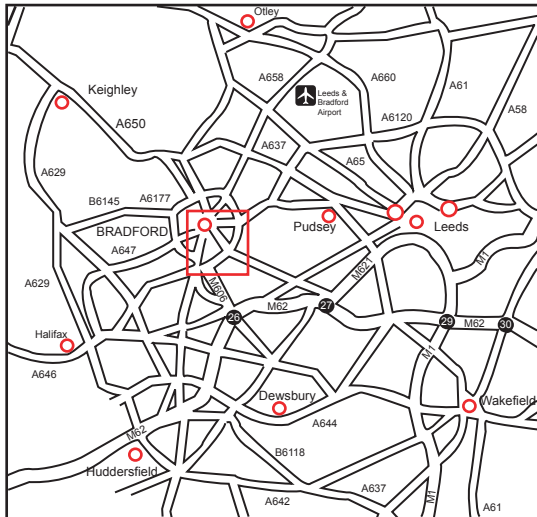 Otley
A658
A660
A61
Keighley
Leeds &
Bradford
Airport
A58
A650
A6120
A637
A65
A629
B6145
A6177
BRADFORD
Pudsey
Leeds
A647
M1
M621
A629
M606
M62
27
26
29
M62
30
Halifax
M1
A646
Dewsbury
Wakefield
A644
M62
B6118
Huddersfield
A637
A642
M1
A61